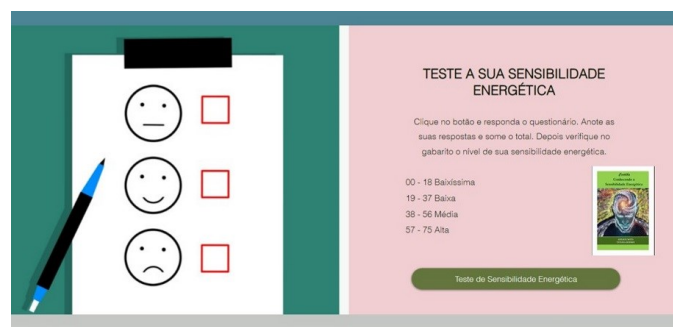 TESTE A SUA SENSIBILIDADE
ENERGÉTICA
Clique no botão e responda o questionário. Anote as
suas respostas e some o total. Depois verifique no
gabarito o nível de sua sensibilidade energética.
00 - 18 Baixíssima
19 - 37 Baixa
38 - 56 Média
57 - 75 Alta
Sensibilidade Energética
Teste de Sensibilidade Energética